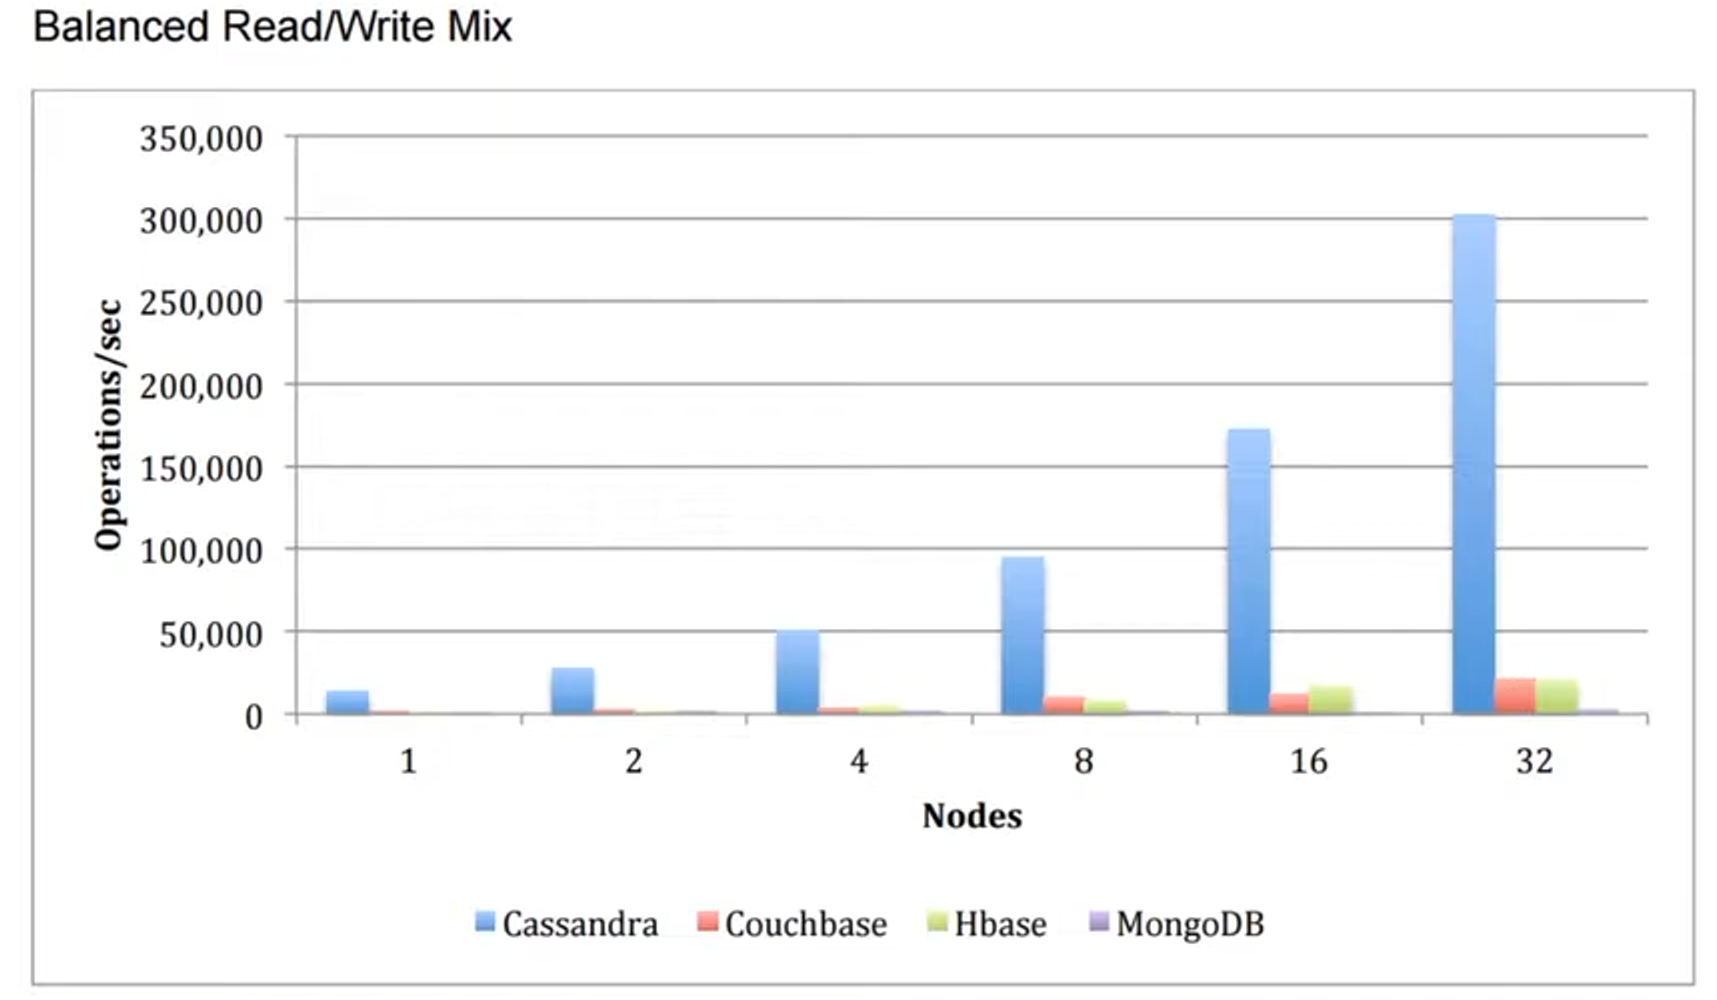 Balanced Read/Write Mix
350,000
300,000
250,000
200,000
150,000
100,000
50,000
0
Operations/sec
1 2 4 8 16 32
Nodes
Cassandra Couchbase Hbase MongoDB